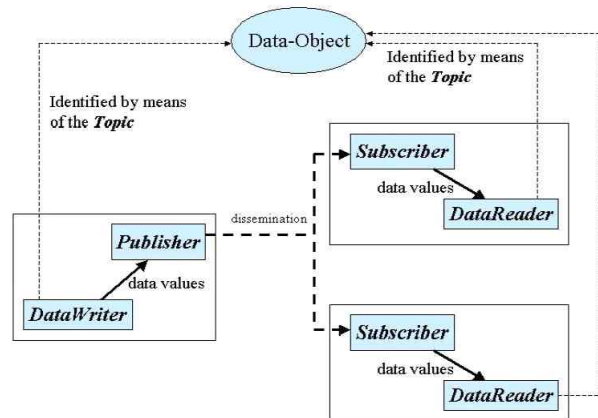 Data-Object
Identified by means
of the Topic
Identified by means
of the Topic
Subscriber
data values
DataReader
dissemination
Publisher
data values
DataWriter
Subscriber
data values
DataReader